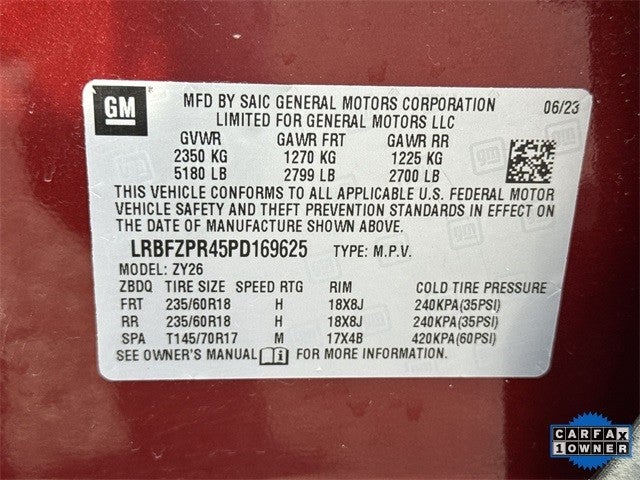 GM
MFD BY SAIC GENERAL MOTORS CORPORATION 06/23
LIMITED FOR GENERAL MOTORS LLC
GVWR GAWR FRT GAWR RR
2350 KG 1270 KG 1225 KG
5180 LB 2799 LB 2700 LB
THIS VEHICLE CONFORMS TO ALL APPLICABLE U.S. FEDERAL MOTOR
VEHICLE SAFETY AND THEFT PREVENTION STANDARDS IN EFFECT ON
THE DATE OF MANUFACTURE SHOWN ABOVE.
LRBFZPR45PD169625 TYPE: M.P.V.
MODEL: ZY26
ZBDQ TIRE SIZE SPEED RTG RIM COLD TIRE PRESSURE
FRT 235/60R18 H 18X8J 240KPA(35PSI)
RR 235/60R18 H 18X8J 240KPA(35PSI)
SPA T145/70R17 M 17X4B 420KPA(60PSI)
SEE OWNER'S MANUAL FOR MORE INFORMATION
CARFAX
1 OWNER